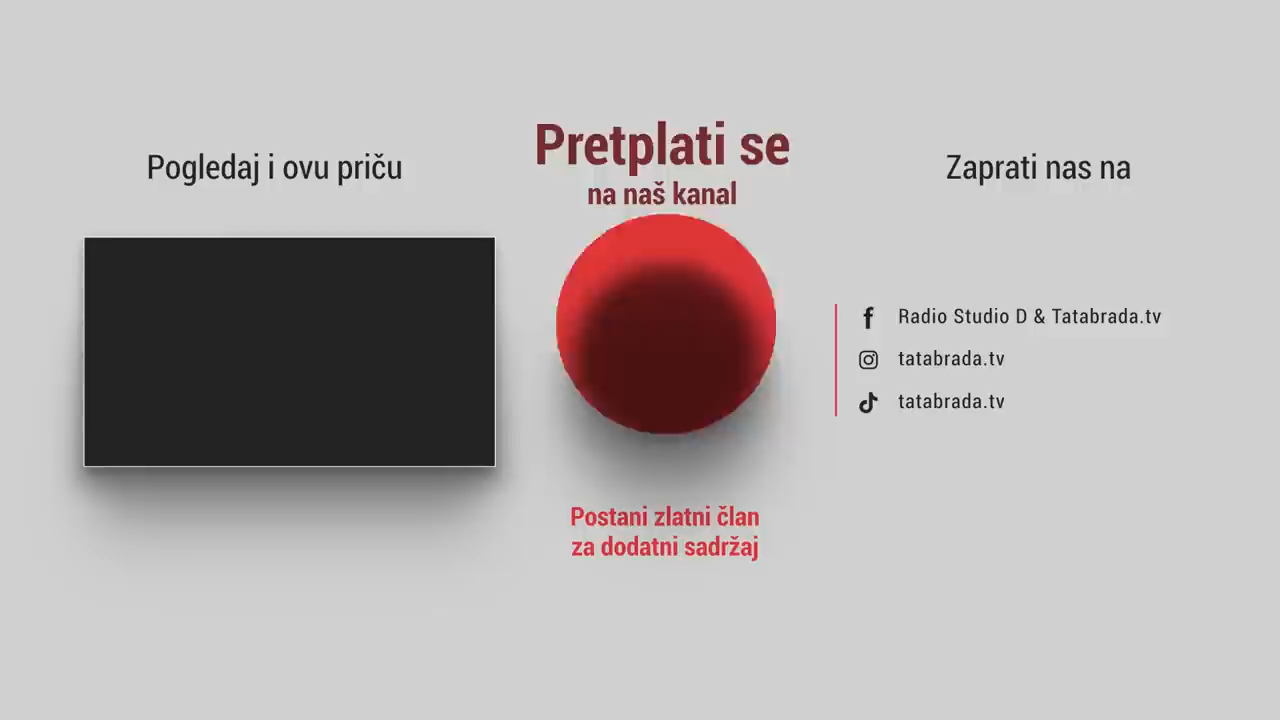 Pogledaj i ovu priču
Pretplati se
na naš kanal
Zaprati nas na
Radio Studio D & Tatabrada.tv
tatabrada.tv
tatabrada.tv
Postani zlatni član
za dodatni sadržaj